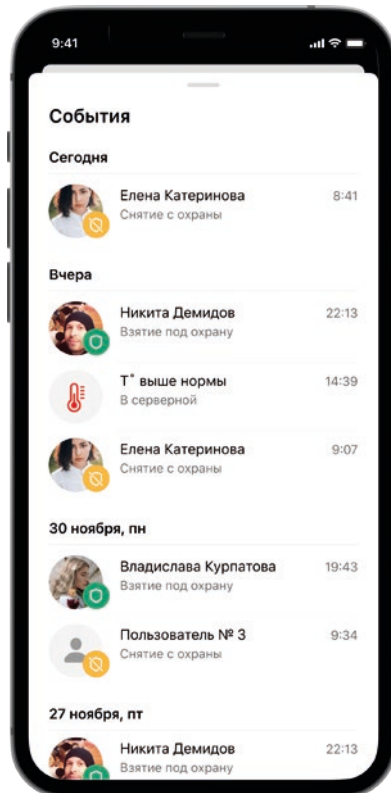 9:41
События
Сегодня
Елена Катеринова 8:41
Снятие с охраны
Вчера
Никита Демидов 22:13
Взятие под охрану
T° выше нормы 14:39
В серверной
Елена Катеринова 9:07
Снятие с охраны
30 ноября, пн
Владислава Курпатова 19:43
Взятие под охрану
Пользователь № 3 9:34
Снятие с охраны
27 ноября, пт
Никита Демидов 22:13
Взятие под охрану